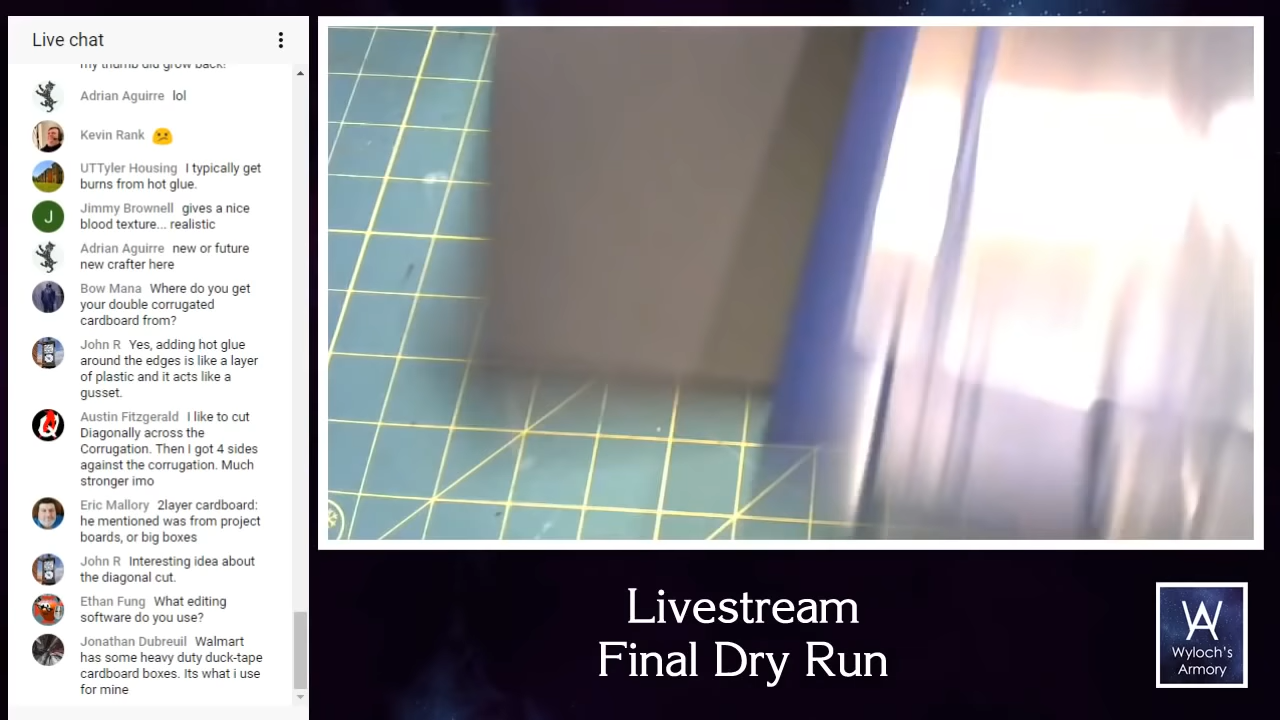 Live chat
my thumb did grow back!
Adrian Aguirre lol
Kevin Rank
UTTyler Housing I typically get
burns from hot glue.
J
Jimmy Brownell gives a nice
blood texture... realistic
Adrian Aguirre new or future
new crafter here
Bow Mana Where do you get
your double corrugated
cardboard from?
John R Yes, adding hot glue
around the edges is like a layer
of plastic and it acts like a
gusset.
Austin Fitzgerald I like to cut
Diagonally across the
Corrugation. Then I got 4 sides
against the corrugation. Much
stronger imo
Eric Mallory 2layer cardboard:
he mentioned was from project
boards, or big boxes
John R Interesting idea about
the diagonal cut.
Ethan Fung What editing
software do you use?
Jonathan Dubreuil Walmart
has some heavy duty duck-tape
cardboard boxes. Its what i use
for mine
Livestream
Final Dry Run
WA
Wyloch's
Armory